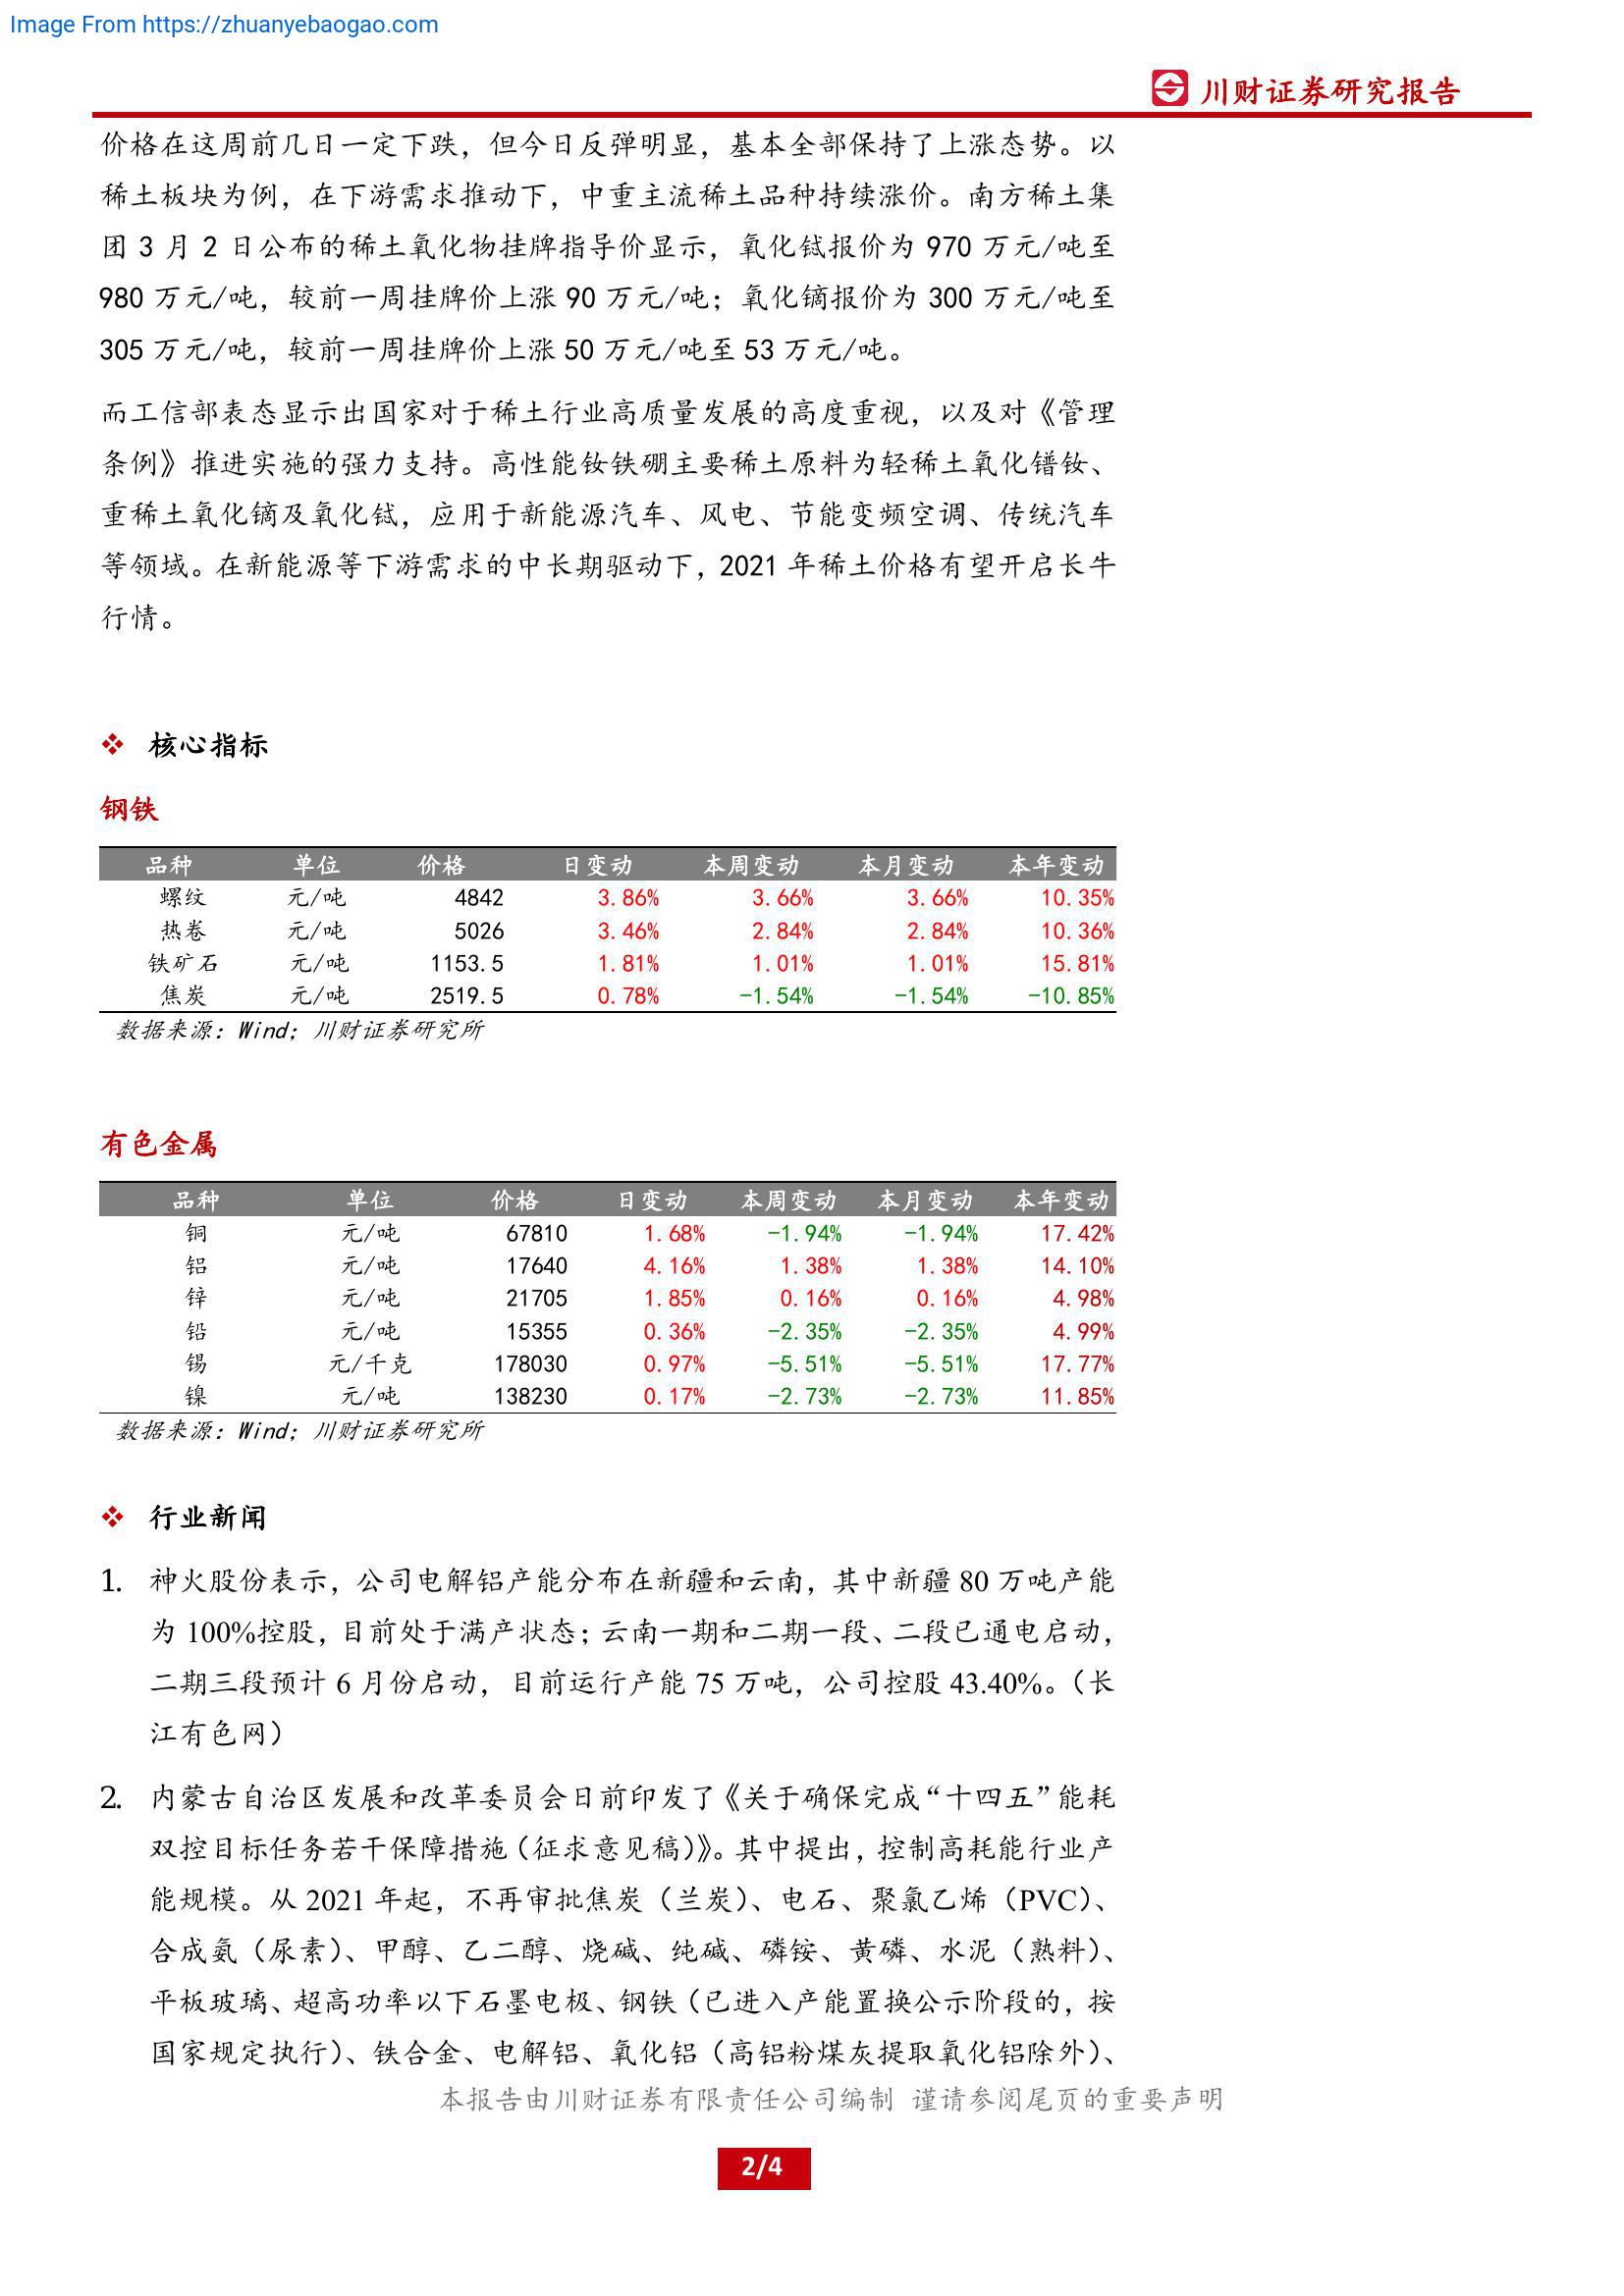 Image From https://zhuanyebaogao.com
川财证券研究报告
价格在这周前几日一定下跌，但今日反弹明显，基本全部保持了上涨态势。以
稀土板块为例，在下游需求推动下，中重主流稀土品种持续涨价。南方稀土集
团 3 月 2 日公布的稀土氧化物挂牌指导价显示，氧化铽报价为 970 万元/吨至
980 万元/吨，较前一周挂牌价上涨 90 万元/吨；氧化镝报价为 300 万元/吨至
305 万元/吨，较前一周挂牌价上涨 50 万元/吨至 53 万元/吨。
而工信部表态显示出国家对于稀土行业高质量发展的高度重视，以及对《管理
条例》推进实施的强力支持。高性能钕铁硼主要稀土原料为轻稀土氧化镨钕、
重稀土氧化镝及氧化铽，应用于新能源汽车、风电、节能变频空调、传统汽车
等领域。在新能源等下游需求的中长期驱动下，2021 年稀土价格有望开启长牛
行情。
❖ 核心指标
钢铁
品种 单位 价格 日变动 本周变动 本月变动 本年变动
螺纹 元/吨 4842 3.86% 3.66% 3.66% 10.35%
热卷 元/吨 5026 3.46% 2.84% 2.84% 10.36%
铁矿石 元/吨 1153.5 1.81% 1.01% 1.01% 15.81%
焦炭 元/吨 2519.5 0.78% -1.54% -1.54% -10.85%
数据来源：Wind；川财证券研究所
有色金属
品种 单位 价格 日变动 本周变动 本月变动 本年变动
铜 元/吨 67810 1.68% -1.94% -1.94% 17.42%
铝 元/吨 17640 4.16% 1.38% 1.38% 14.10%
锌 元/吨 21705 1.85% 0.16% 0.16% 4.98%
铅 元/吨 15355 0.36% -2.35% -2.35% 4.99%
锡 元/千克 178030 0.97% -5.51% -5.51% 17.77%
镍 元/吨 138230 0.17% -2.73% -2.73% 11.85%
数据来源：Wind；川财证券研究所
❖ 行业新闻
1. 神火股份表示，公司电解铝产能分布在新疆和云南，其中新疆 80 万吨产能
为 100%控股，目前处于满产状态；云南一期和二期一段、二段已通电启动，
二期三段预计 6 月份启动，目前运行产能 75 万吨，公司控股 43.40%。（长
江有色网）
2. 内蒙古自治区发展和改革委员会日前印发了《关于确保完成“十四五”能耗
双控目标任务若干保障措施（征求意见稿）》。其中提出，控制高耗能行业产
能规模。从 2021 年起，不再审批焦炭（兰炭）、电石、聚氯乙烯（PVC）、
合成氨（尿素）、甲醇、乙二醇、烧碱、纯碱、磷铵、黄磷、水泥（熟料）、
平板玻璃、超高功率以下石墨电极、钢铁（已进入产能置换公示阶段的，按
国家规定执行）、铁合金、电解铝、氧化铝（高铝粉煤灰提取氧化铝除外）、
本报告由川财证券有限责任公司编制 谨请参阅尾页的重要声明
2/4